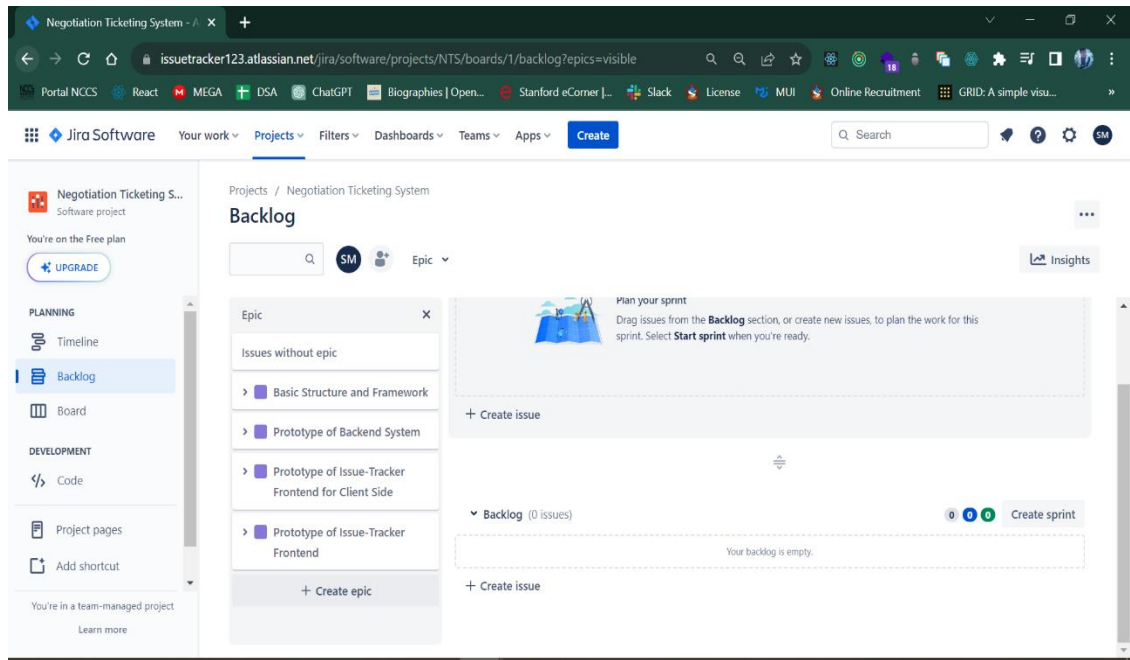 Negotiation Ticketing System - A
issuetracker123.atlassian.net/jira/software/projects/NTS/boards/1/backlog?epics=visible
18
Portal NCCS React MEGA DSA ChatGPT Biographies | Open... Stanford eCorner |... Slack License MUI Online Recruitment GRID: A simple visu... »
Jira Software Your work Projects Filters Dashboards Teams Apps Create Search SM
Negotiation Ticketing S...
Software project
You're on the Free plan
UPGRADE
PLANNING
Timeline
Backlog
Board
DEVELOPMENT
Code
Project pages
Add shortcut
You're in a team-managed project
Learn more
Projects / Negotiation Ticketing System
Backlog
SM Epic Insights
Epic
Issues without epic
Basic Structure and Framework
Prototype of Backend System
Prototype of Issue-Tracker
Frontend for Client Side
Prototype of Issue-Tracker
Frontend
+ Create epic
Plan your sprint
Drag issues from the Backlog section, or create new issues, to plan the work for this
sprint. Select Start sprint when you're ready.
+ Create issue
Backlog (0 issues) 0 0 0 Create sprint
Your backlog is empty.
+ Create issue